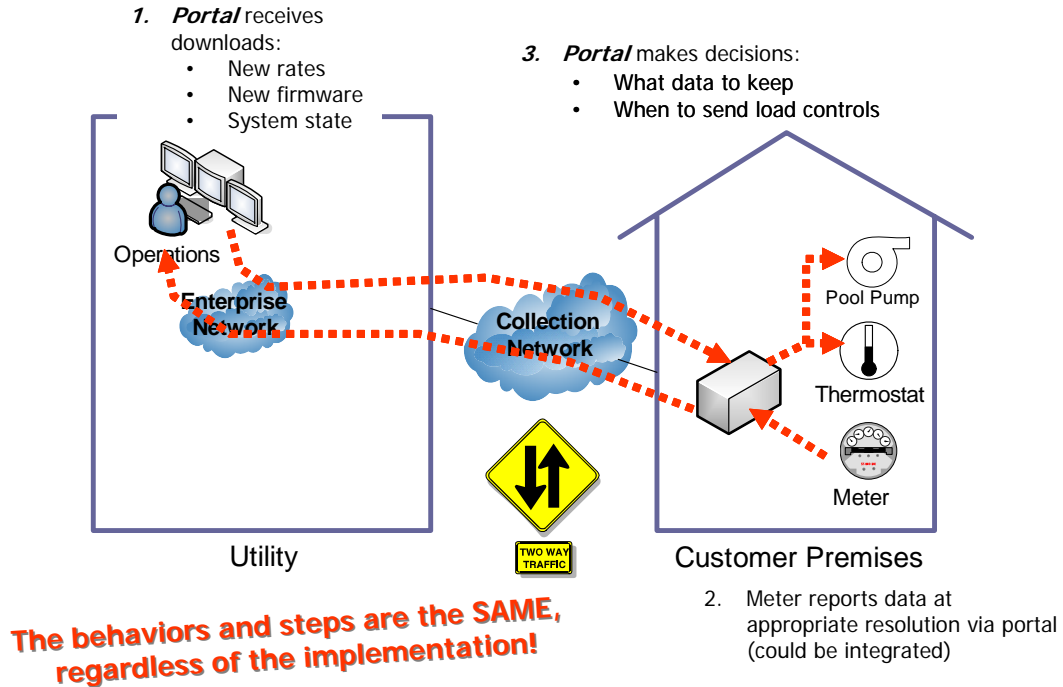 1. Portal receives
downloads:
• New rates
• New firmware
• System state
3. Portal makes decisions:
• What data to keep
• When to send load controls
Operations
Enterprise
Network
Collection
Network
Pool Pump
Thermostat
Meter
TWO WAY
TRAFFIC
Utility
Customer Premises
2. Meter reports data at
appropriate resolution via portal
(could be integrated)
The behaviors and steps are the SAME,
regardless of the implementation!